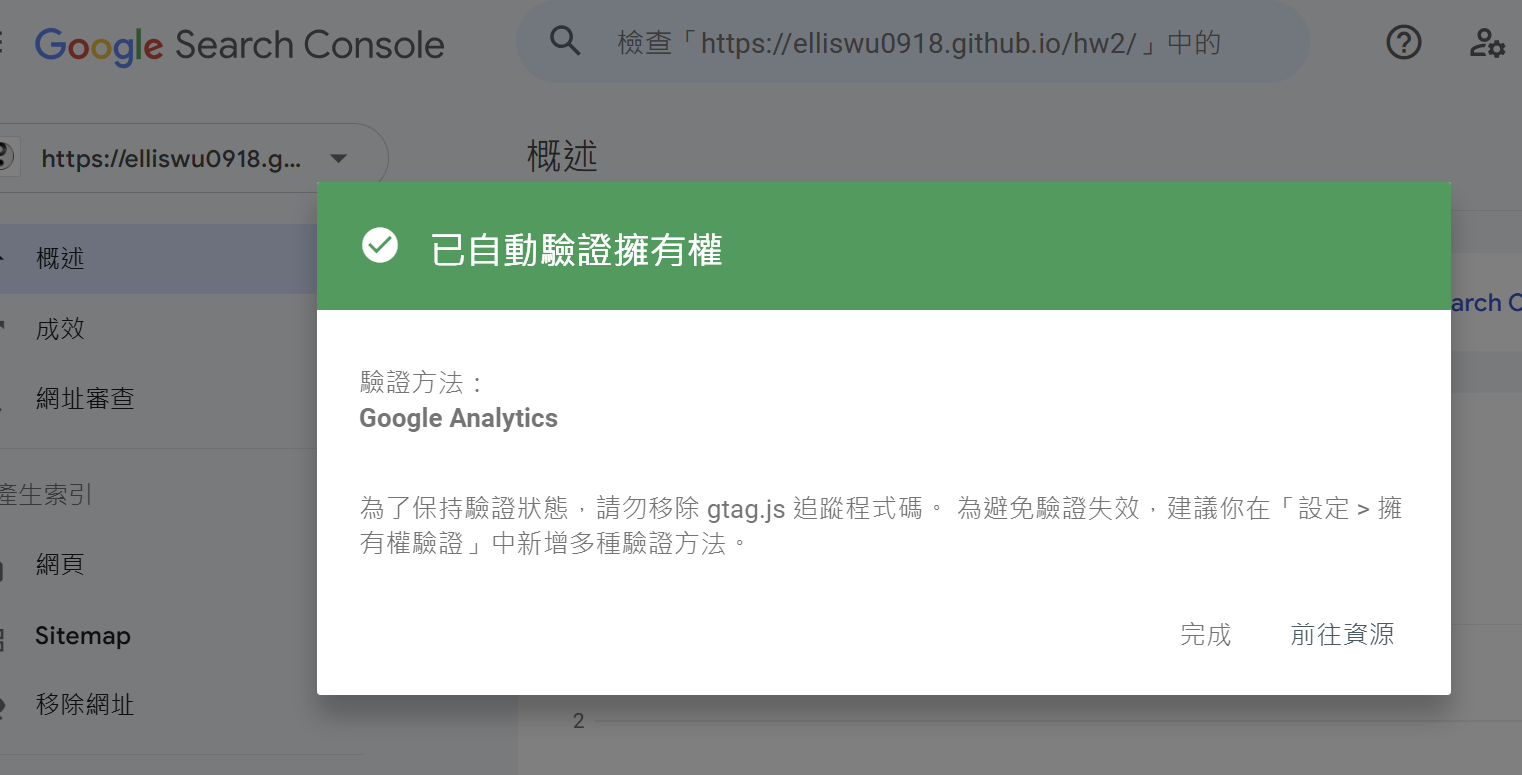 Google Search Console
檢查「https://elliswu0918.github.io/hw2/」中的
https://elliswu0918.g...
概述
概述
成效
網址審查
產生索引
網頁
Sitemap
移除網址
已自動驗證擁有權
驗證方法：
Google Analytics
為了保持驗證狀態，請勿移除 gtag.js 追蹤程式碼。 為避免驗證失效，建議你在「設定 > 擁
有權驗證」中新增多種驗證方法。
完成
前往資源
arch C
2